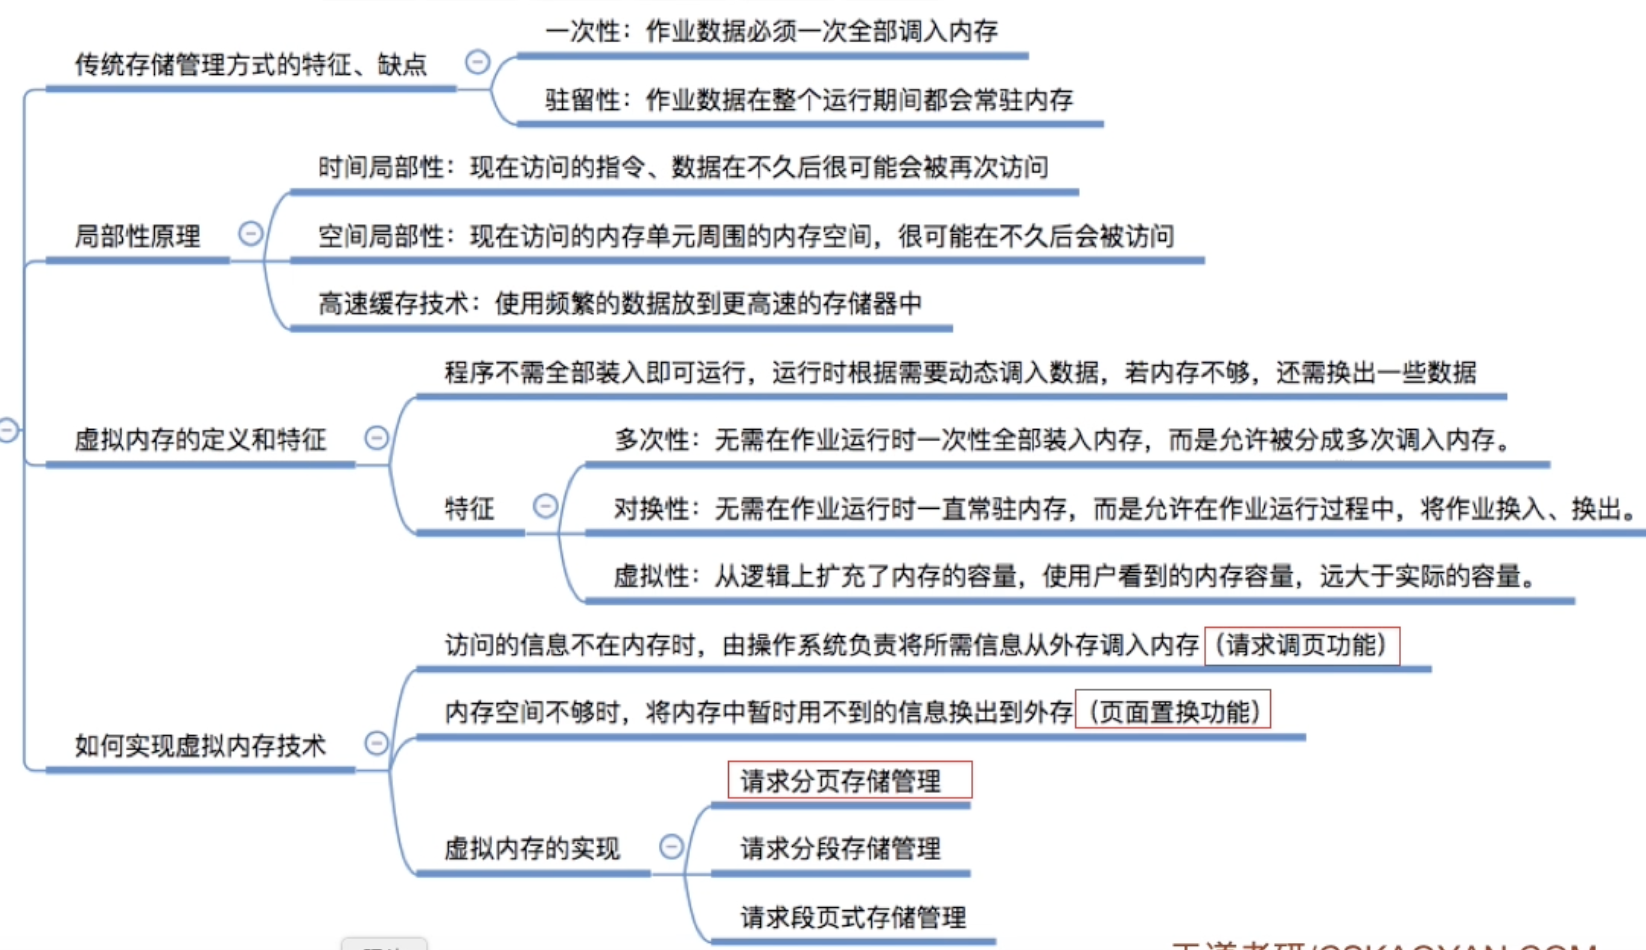 传统存储管理方式的特征、缺点
一次性：作业数据必须一次全部调入内存
驻留性：作业数据在整个运行期间都会常驻内存
局部性原理
时间局部性：现在访问的指令、数据在不久后很可能会被再次访问
空间局部性：现在访问的内存单元周围的内存空间，很可能在不久后会被访问
高速缓存技术：使用频繁的数据放到更高速的存储器中
虚拟内存的定义和特征
程序不需全部装入即可运行，运行时根据需要动态调入数据，若内存不够，还需换出一些数据
特征
多次性：无需在作业运行时一次性全部装入内存，而是允许被分成多次调入内存。
对换性：无需在作业运行时一直常驻内存，而是允许在作业运行过程中，将作业换入、换出。
虚拟性：从逻辑上扩充了内存的容量，使用户看到的内存容量，远大于实际的容量。
如何实现虚拟内存技术
访问的信息不在内存时，由操作系统负责将所需信息从外存调入内存（请求调页功能）
内存空间不够时，将内存中暂时用不到的信息换出到外存（页面置换功能）
虚拟内存的实现
请求分页存储管理
请求分段存储管理
请求段页式存储管理